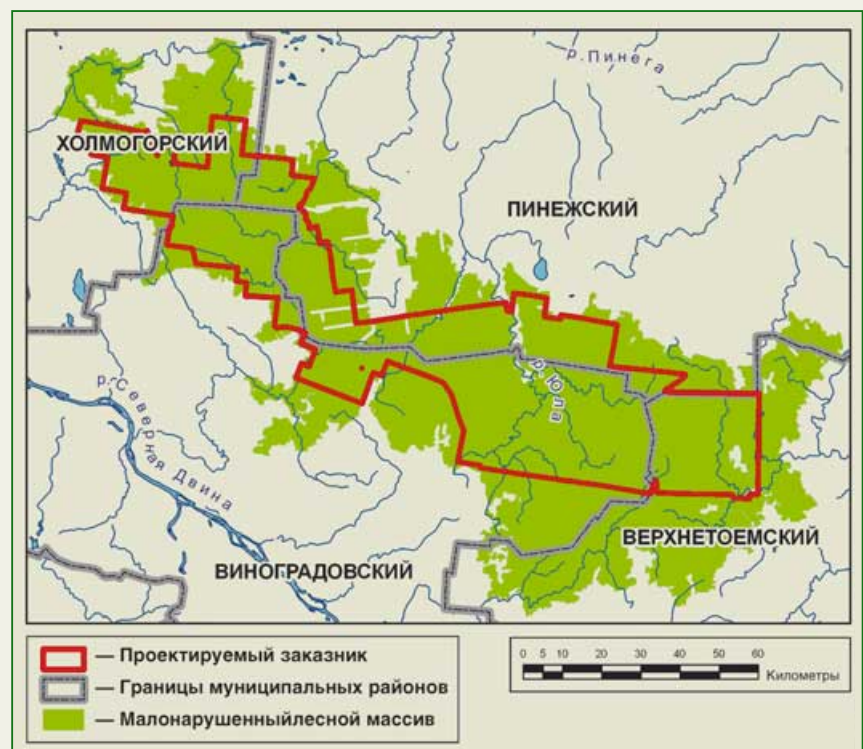 р. Пинега
ХОЛМОГОРСКИЙ
ПИНЕЖСКИЙ
р. Юла
р. Северная Двина
ВЕРХНЕТОЕМСКИЙ
ВИНОГРАДОВСКИЙ
— Проектируемый заказник
— Границы муниципальных районов
— Малонарушенныйлесной массив
0 5 10 20 30 40 50 60
Километры